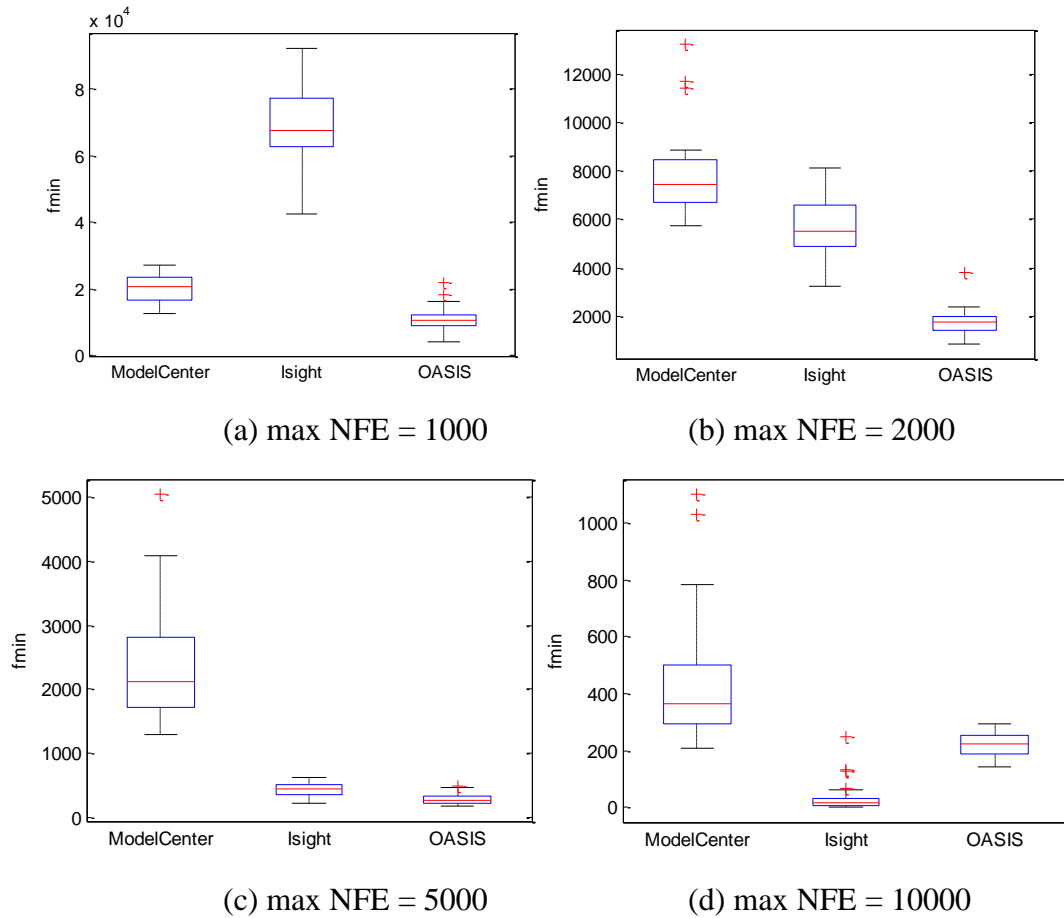 x 10⁴
8
6
4
2
0
fmin
ModelCenter Isight OASIS
(a) max NFE = 1000
12000
10000
8000
6000
4000
2000
fmin
ModelCenter Isight OASIS
(b) max NFE = 2000
5000
4000
3000
2000
1000
0
fmin
ModelCenter Isight OASIS
(c) max NFE = 5000
1000
800
600
400
200
0
fmin
ModelCenter Isight OASIS
(d) max NFE = 10000